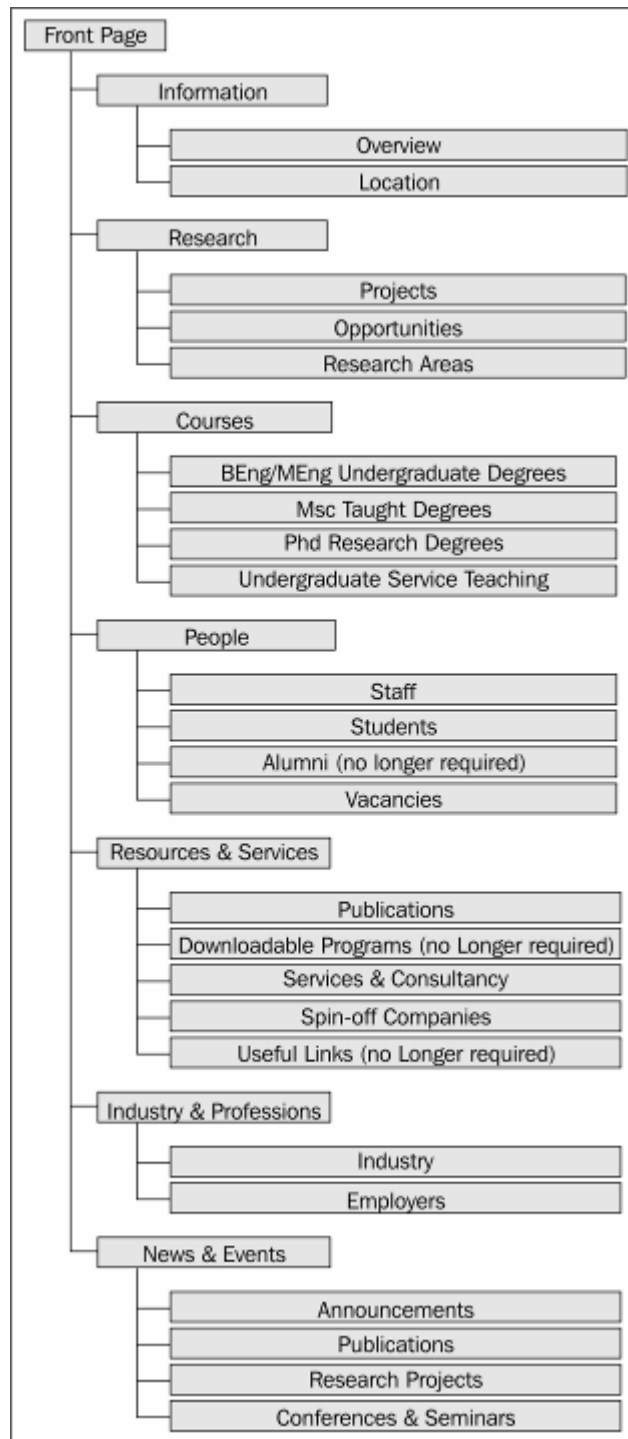 Front Page
Information
Overview
Location
Research
Projects
Opportunities
Research Areas
Courses
BEng/MEng Undergraduate Degrees
Msc Taught Degrees
Phd Research Degrees
Undergraduate Service Teaching
People
Staff
Students
Alumni (no longer required)
Vacancies
Resources & Services
Publications
Downloadable Programs (no Longer required)
Services & Consultancy
Spin-off Companies
Useful Links (no Longer required)
Industry & Professions
Industry
Employers
News & Events
Announcements
Publications
Research Projects
Conferences & Seminars